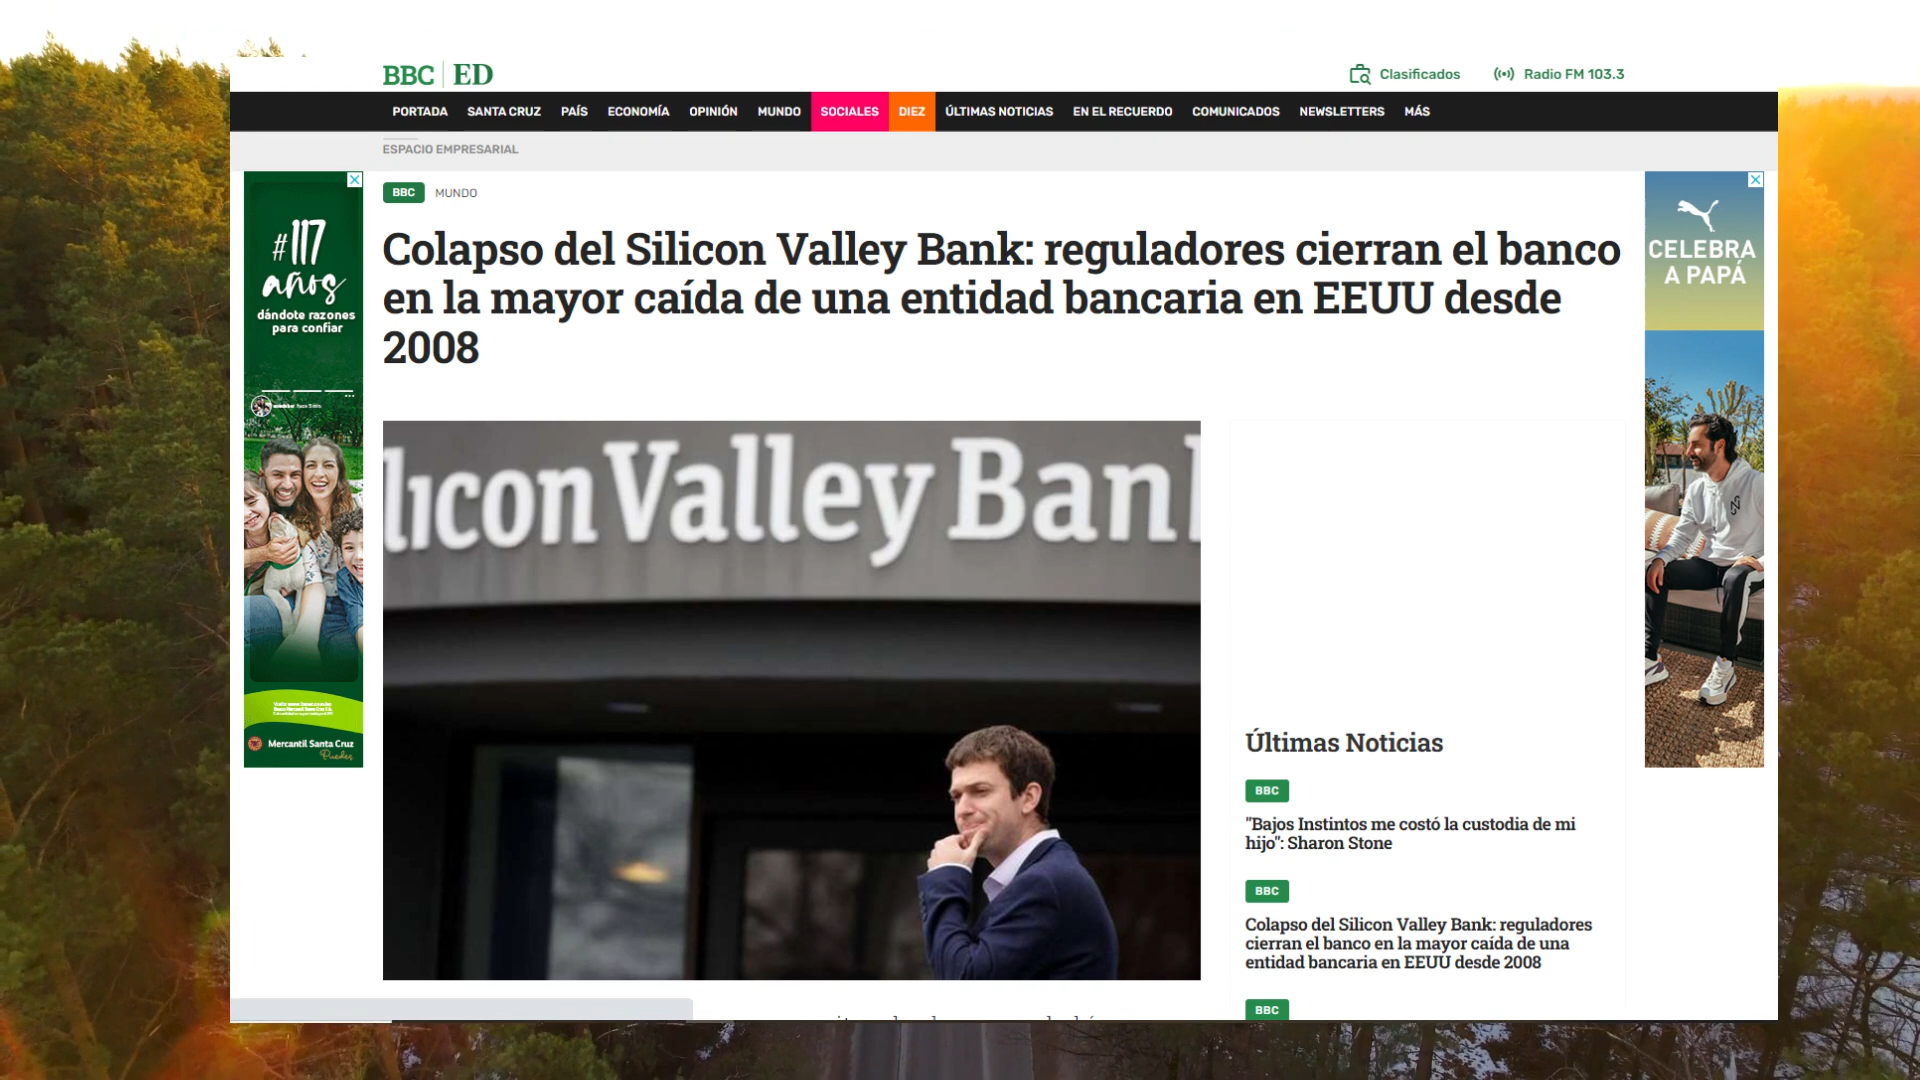 BBC | ED
Clasificados
Radio FM 103.3
PORTADA SANTA CRUZ PAÍS ECONOMÍA OPINIÓN MUNDO SOCIALES DIEZ ÚLTIMAS NOTICIAS EN EL RECUERDO COMUNICADOS NEWSLETTERS MÁS
ESPACIO EMPRESARIAL
BBC MUNDO
Colapso del Silicon Valley Bank: reguladores cierran el banco
en la mayor caída de una entidad bancaria en EEUU desde
2008
#117
años
dándote razones
para confiar
Mercantil Santa Cruz
Puedes
licon Valley Ban
CELEBRA
A PAPÁ
Últimas Noticias
BBC
"Bajos Instintos me costó la custodia de mi
hijo": Sharon Stone
BBC
Colapso del Silicon Valley Bank: reguladores
cierran el banco en la mayor caída de una
entidad bancaria en EEUU desde 2008
BBC